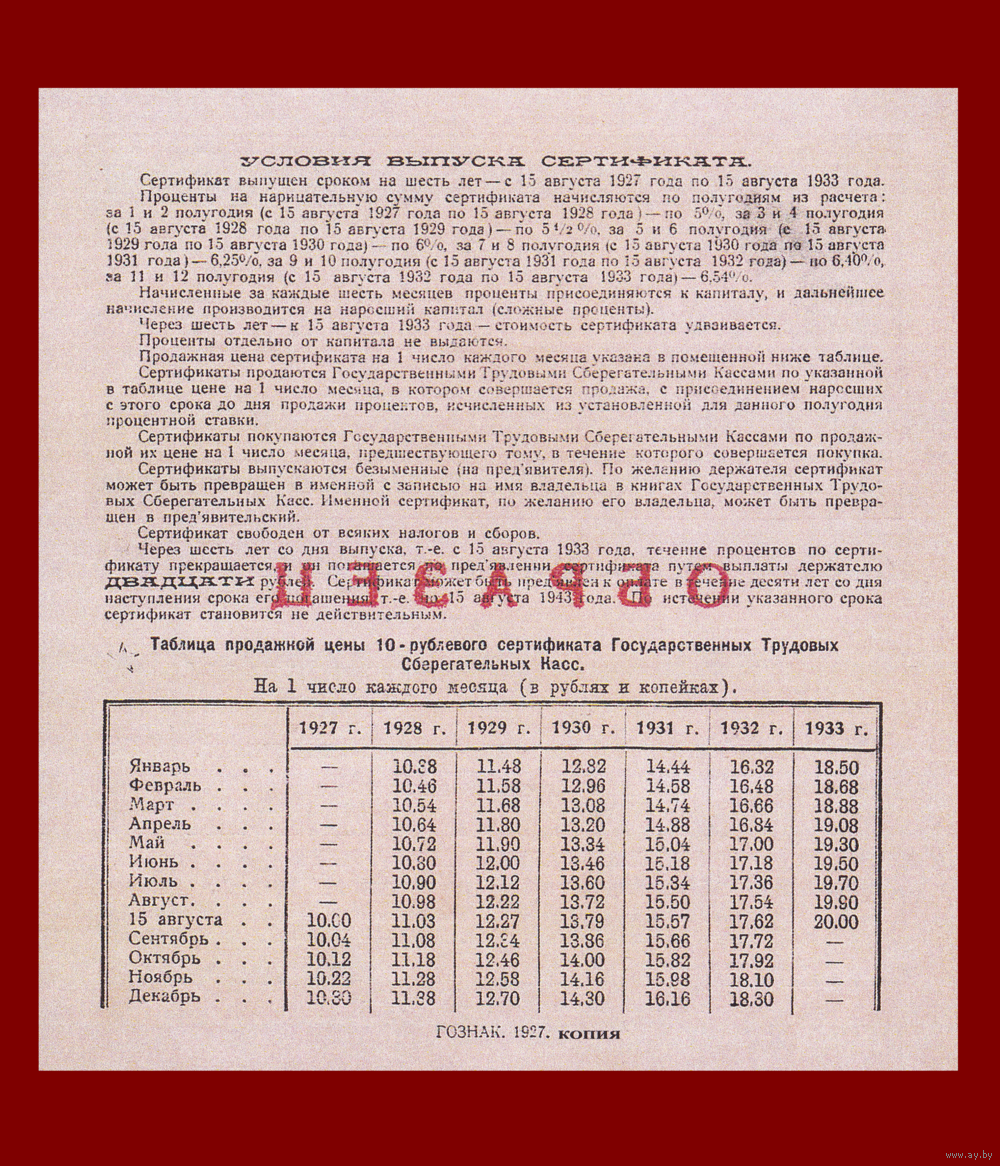 УСЛОВИЯ ВЫПУСКА СЕРТИФИКАТА.
Сертификат выпущен сроком на шесть лет — с 15 августа 1927 года по 15 августа 1933 года.
Проценты на нарицательную сумму сертификата начисляются по полугодиям из расчета:
за 1 и 2 полугодия (с 15 августа 1927 года по 15 августа 1928 года) — по 5%, за 3 и 4 полугодия
(с 15 августа 1928 года по 15 августа 1929 года) — по 5 1/2 %, за 5 и 6 полугодия (с 15 августа
1929 года по 15 августа 1930 года) — по 6%, за 7 и 8 полугодия (с 15 августа 1930 года по 15 августа
1931 года) — 6,25%, за 9 и 10 полугодия (с 15 августа 1931 года по 15 августа 1932 года) — по 6,40%,
за 11 и 12 полугодия (с 15 августа 1932 года по 15 августа 1933 года) — 6,54%.
Начисленные за каждые шесть месяцев проценты присоединяются к капиталу, и дальнейшее
начисление производится на наросший капитал (сложные проценты).
Через шесть лет — к 15 августа 1933 года — стоимость сертификата удваивается.
Проценты отдельно от капитала не выдаются.
Продажная цена сертификата на 1 число каждого месяца указана в помещенной ниже таблице.
Сертификаты продаются Государственными Трудовыми Сберегательными Кассами по указанной
в таблице цене на 1 число месяца, в котором совершается продажа, с присоединением наросших
с этого срока до дня продажи процентов, исчисленных из установленной для данного полугодия
процентной ставки.
Сертификаты покупаются Государственными Трудовыми Сберегательными Кассами по продаж-
ной их цене на 1 число месяца, предшествующего тому, в течение которого совершается покупка.
Сертификаты выпускаются безыменные (на пред'явителя). По желанию держателя сертификат
может быть превращен в именной с записью на имя владельца в книгах Государственных Трудо-
вых Сберегательных Касс. Именной сертификат, по желанию его владельца, может быть превра-
щен в пред'явительский.
Сертификат свободен от всяких налогов и сборов.
Через шесть лет со дня выпуска, т.-е. с 15 августа 1933 года, течение процентов по серти-
фикату прекращается и он погашается по пред'явлении сертификата путем выплаты держателю
ДВАДЦАТИ рублей. Сертификат может быть пред'явлен к оплате в течение десяти лет со дня
наступления срока его погашения, т.-е. по 15 августа 1943 года. По истечении указанного срока
сертификат становится не действительным.
ОБРАЗЕЦ
Таблица продажной цены 10-рублевого сертификата Государственных Трудовых
Сберегательных Касс.
На 1 число каждого месяца (в рублях и копейках).
1927 г. 1928 г. 1929 г. 1930 г. 1931 г. 1932 г. 1933 г.
Январь . . . — 10.38 11.48 12.82 14.44 16.32 18.50
Февраль . . . — 10.46 11.58 12.96 14.58 16.48 18.68
Март . . . . — 10.54 11.68 13.08 14.74 16.66 18.88
Апрель . . . — 10.64 11.80 13.20 14.88 16.84 19.08
Май . . . . — 10.72 11.90 13.34 15.04 17.00 19.30
Июнь . . . . — 10.80 12.00 13.46 15.18 17.18 19.50
Июль . . . . — 10.90 12.12 13.60 15.34 17.36 19.70
Август. . . . — 10.98 12.22 13.72 15.50 17.54 19.90
15 августа . . 10.00 11.03 12.27 13.79 15.57 17.62 20.00
Сентябрь . . . 10.04 11.08 12.34 13.86 15.66 17.72 —
Октябрь . . . 10.12 11.18 12.46 14.00 15.82 17.92 —
Ноябрь . . . 10.22 11.28 12.58 14.16 15.98 18.10 —
Декабрь . . . 10.30 11.38 12.70 14.30 16.16 18.30 —
ГОЗНАК. 1927. КОПИЯ
www.ay.by